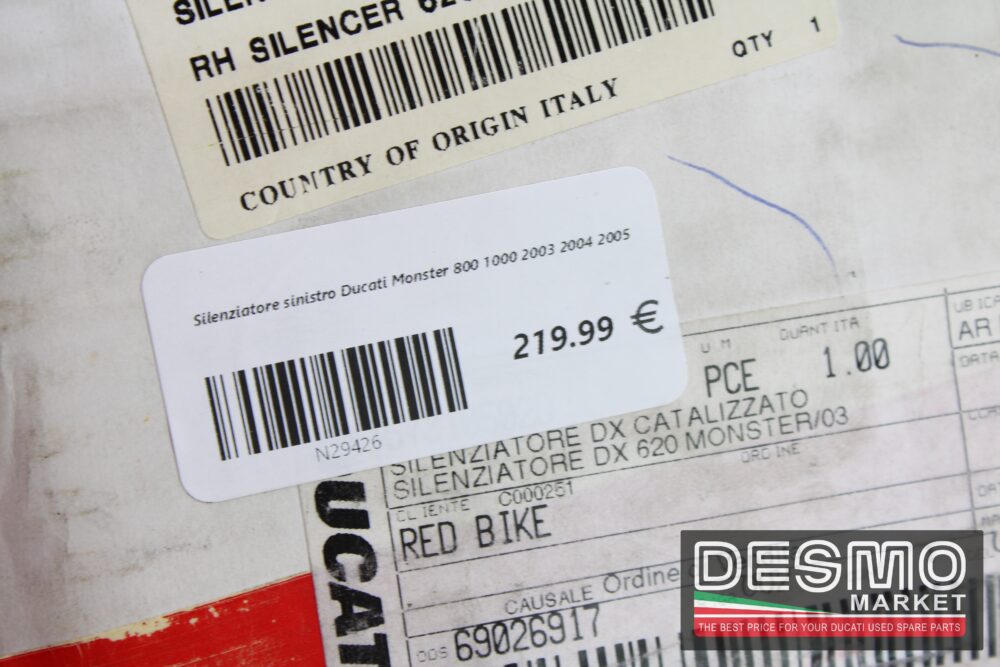 RH SILENCER
QTY 1
COUNTRY OF ORIGIN ITALY
Silenziatore sinistro Ducati Monster 800 1000 2003 2004 2005
219.99 €
N29426
U M
QUANTITA
PCE
1.00
AR
SILENZIATORE DX CATALIZZATO
SILENZIATORE DX 620 MONSTER/03
ORDINE
CLIENTE C000251
RED BIKE
CAUSALE
69026917
DESMO
MARKET
THE BEST PRICE FOR YOUR DUCATI USED SPARE PARTS